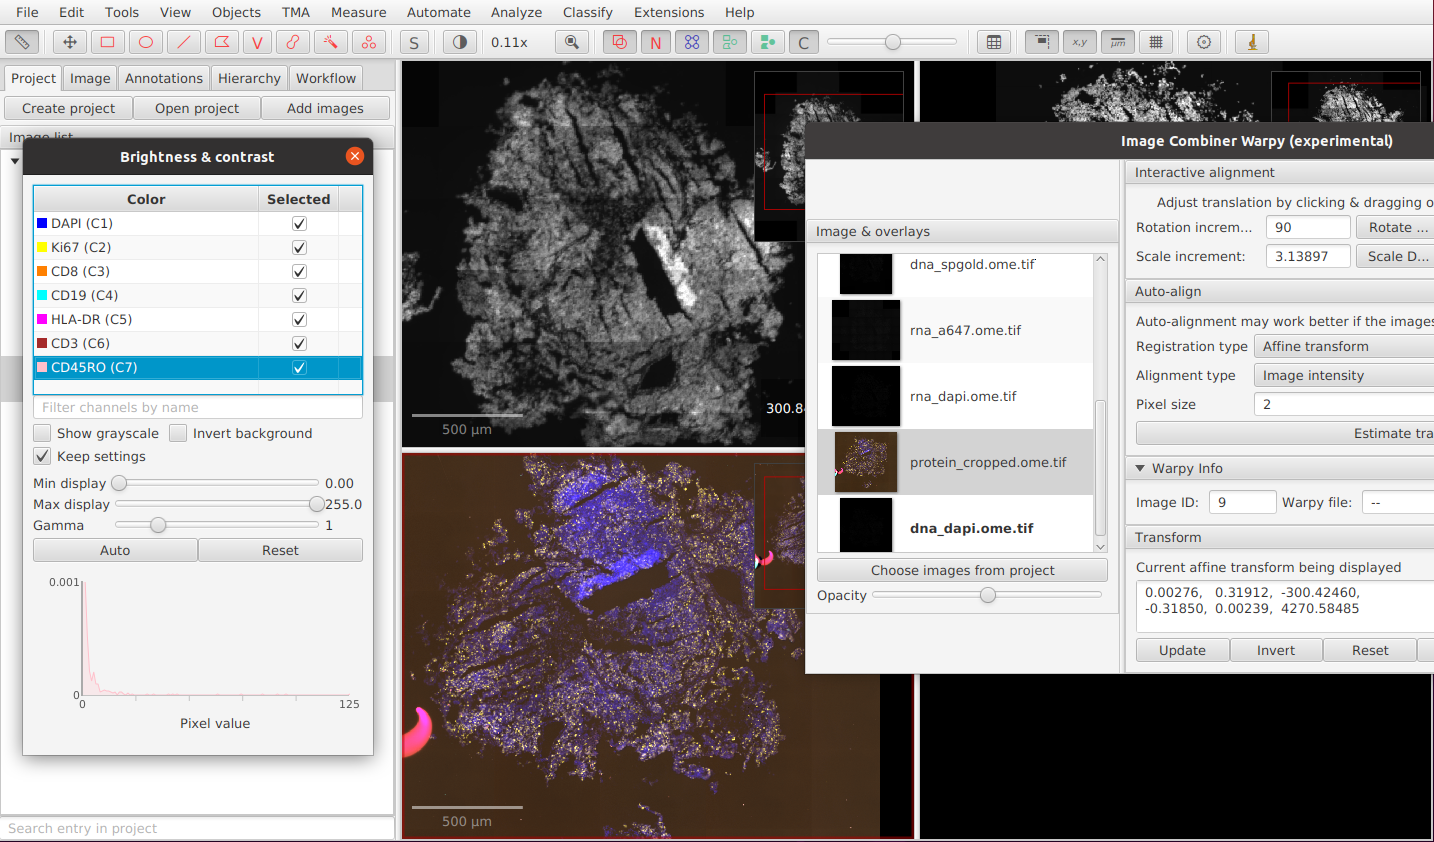 File Edit Tools View Objects TMA Measure Automate Analyze Classify Extensions Help
V S 0.11x N C x,y µm
Project Image Annotations Hierarchy Workflow
Create project Open project Add images
Image list
Brightness & contrast
Color Selected
DAPI (C1)
Ki67 (C2)
CD8 (C3)
CD19 (C4)
HLA-DR (C5)
CD3 (C6)
CD45RO (C7)
Filter channels by name
Show grayscale Invert background
Keep settings
Min display 0.00
Max display 255.0
Gamma 1
Auto Reset
0.001
0
0 125
Pixel value
Search entry in project
300.8
500 µm
500 µm
Image Combiner Warpy (experimental)
Image & overlays
dna_spgold.ome.tif
rna_a647.ome.tif
rna_dapi.ome.tif
protein_cropped.ome.tif
dna_dapi.ome.tif
Choose images from project
Opacity
Interactive alignment
Adjust translation by clicking & dragging o
Rotation increm... 90 Rotate ...
Scale increment: 3.13897 Scale D...
Auto-align
Auto-alignment may work better if the images
Registration type Affine transform
Alignment type Image intensity
Pixel size 2
Estimate tra
Warpy Info
Image ID: 9 Warpy file: --
Transform
Current affine transform being displayed
0.00276, 0.31912, -300.42460,
-0.31850, 0.00239, 4270.58485
Update Invert Reset